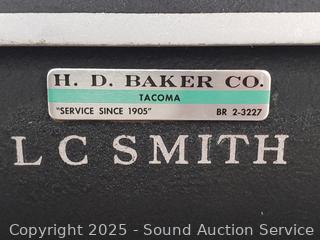 H. D. BAKER CO.
TACOMA
"SERVICE SINCE 1905" BR 2-3227
L C SMITH
Copyright © 2025 - Sound Auction Service